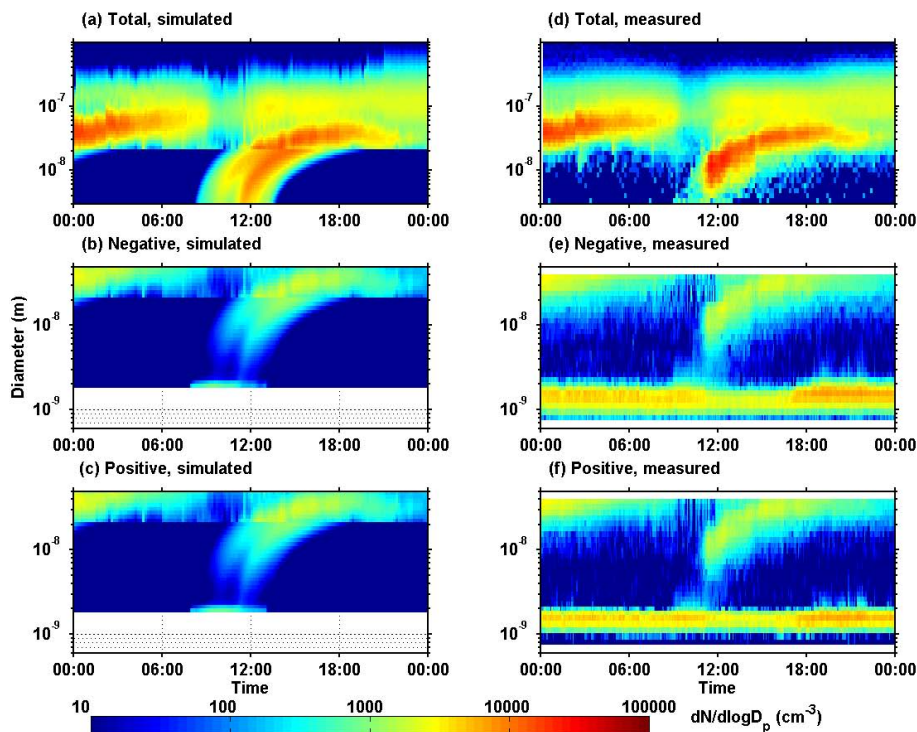 (a) Total, simulated
(d) Total, measured
10⁻⁷
10⁻⁸
00:00 06:00 12:00 18:00 00:00
10⁻⁷
10⁻⁸
00:00 06:00 12:00 18:00 00:00
(b) Negative, simulated
(e) Negative, measured
Diameter (m)
10⁻⁸
10⁻⁹
00:00 06:00 12:00 18:00 00:00
10⁻⁸
10⁻⁹
00:00 06:00 12:00 18:00 00:00
(c) Positive, simulated
(f) Positive, measured
10⁻⁸
10⁻⁹
00:00 06:00 12:00 18:00 00:00
Time
10⁻⁸
10⁻⁹
00:00 06:00 12:00 18:00 00:00
Time
10 100 1000 10000 100000
dN/dlogDₚ (cm⁻³)